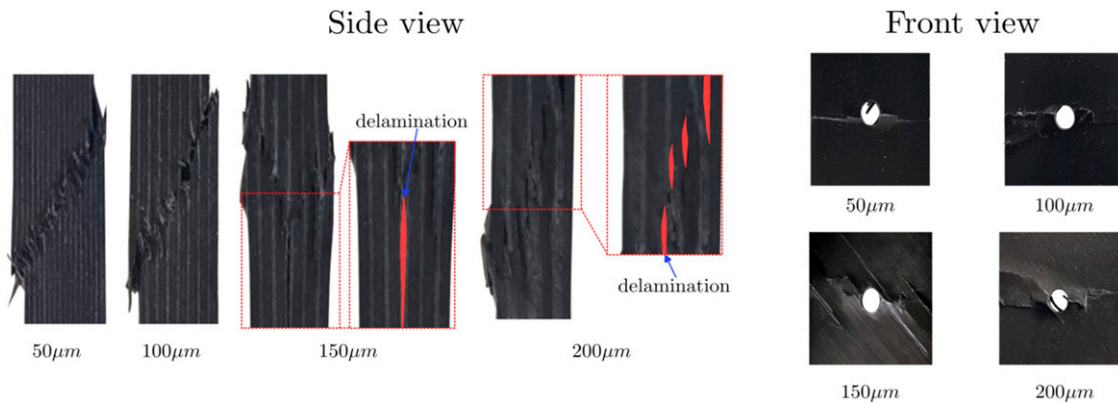 Side view
Front view
delamination
delamination
50μm
100μm
150μm
200μm
50μm
100μm
150μm
200μm